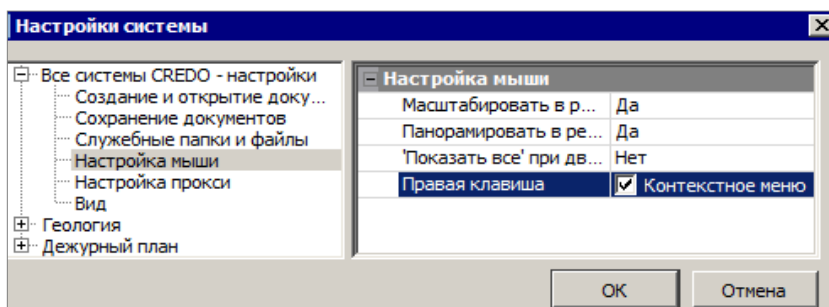 Настройки системы
Все системы CREDO - настройки
Создание и открытие доку...
Сохранение документов
Служебные папки и файлы
Настройка мыши
Настройка прокси
Вид
Геология
Дежурный план
Настройка мыши
Масштабировать в р... Да
Панорамировать в ре... Да
'Показать все' при дв... Нет
Правая клавиша Контекстное меню
ОК Отмена